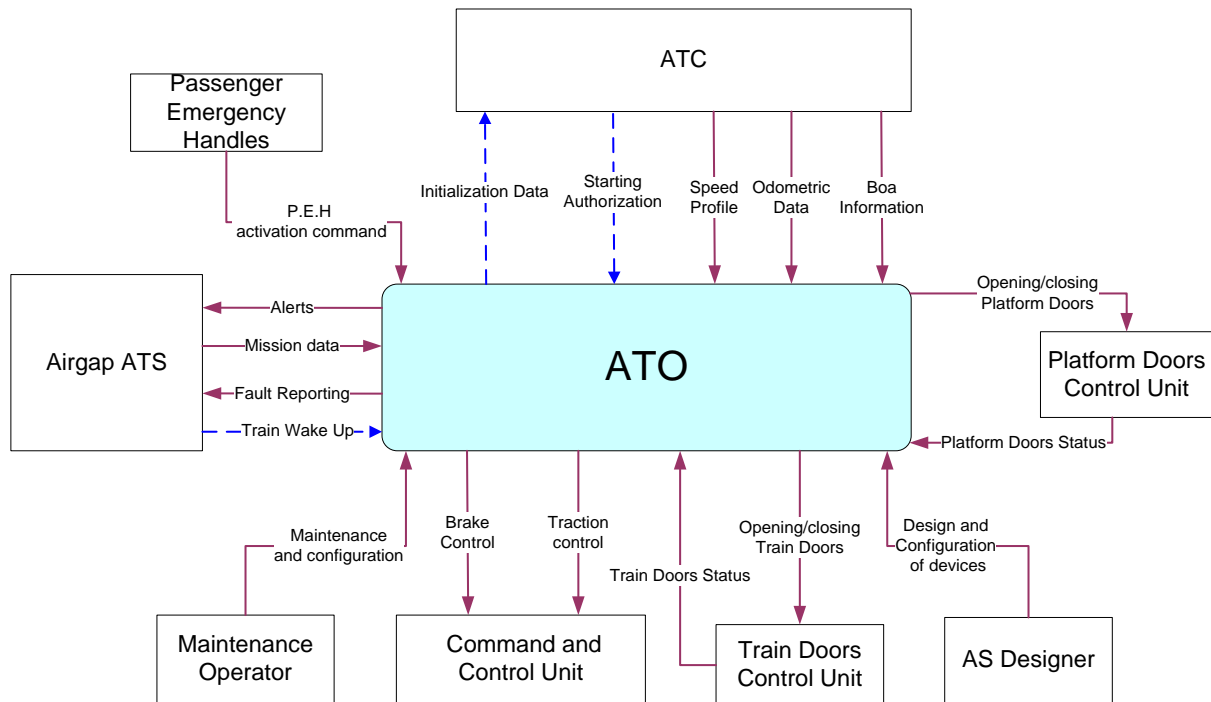 ATC
Passenger
Emergency
Handles
Initialization Data
Starting
Authorization
Speed
Profile
Odometric
Data
Boa
Information
P.E.H
activation command
Opening/closing
Platform Doors
Airgap ATS
Alerts
Mission data
Fault Reporting
Train Wake Up
ATO
Platform Doors
Control Unit
Platform Doors Status
Maintenance
and configuration
Brake
Control
Traction
control
Train Doors Status
Opening/closing
Train Doors
Design and
Configuration
of devices
Maintenance
Operator
Command and
Control Unit
Train Doors
Control Unit
AS Designer